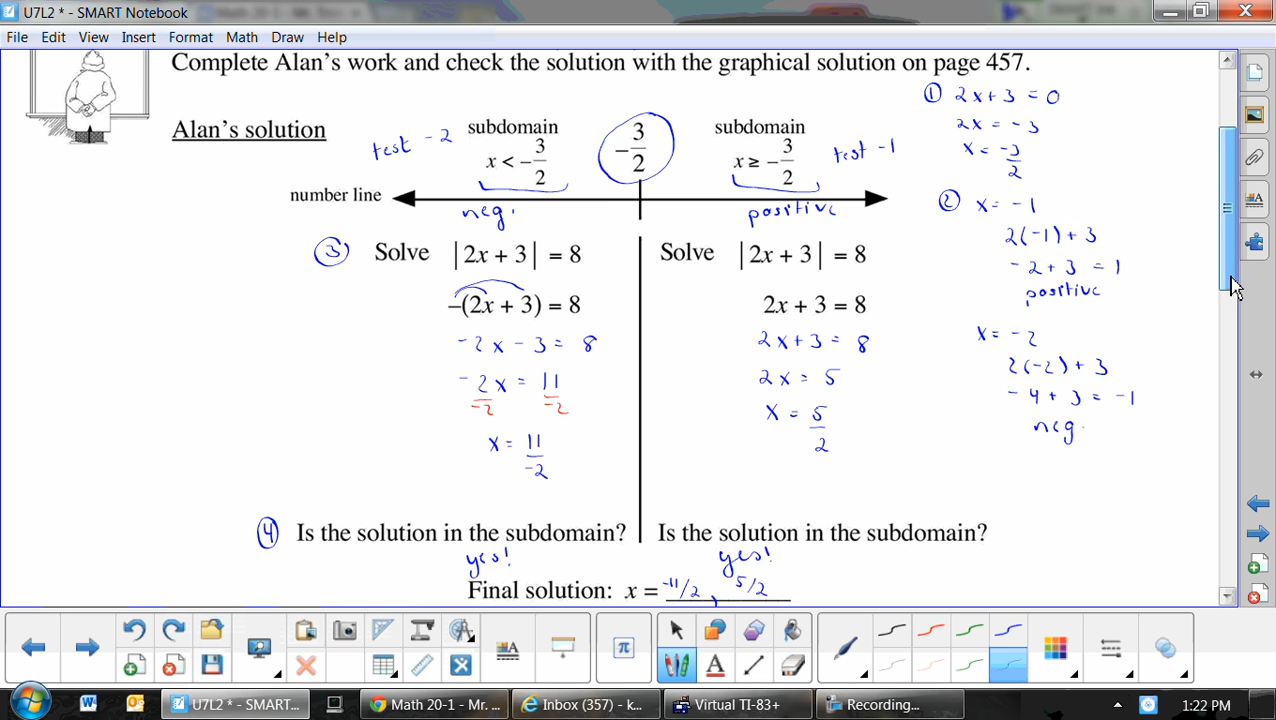 U7L2 * - SMART Notebook
Math 20-1 - Mr. Tr
File Edit View Insert Format Math Draw Help
Complete Alan's work and check the solution with the graphical solution on page 457.
Alan's solution
test -2
subdomain
x < -3/2
-3/2
subdomain
x ≥ -3/2
test -1
number line
neg.
positive
① 2x + 3 = 0
2x = -3
x = -3/2
② x = -1
2(-1) + 3
-2 + 3 = 1
positive
x = -2
2(-2) + 3
-4 + 3 = -1
neg.
③ Solve |2x + 3| = 8
-(2x + 3) = 8
-2x - 3 = 8
-2x = 11
-2 -2
x = 11/-2
Solve |2x + 3| = 8
2x + 3 = 8
2x + 3 = 8
2x = 5
x = 5/2
④ Is the solution in the subdomain? Is the solution in the subdomain?
yes! yes!
Final solution: x = -11/2 , 5/2
π
A
U7L2 * - SMART... Math 20-1 - Mr. ... Inbox (357) - k... Virtual TI-83+ Recording... 1:22 PM